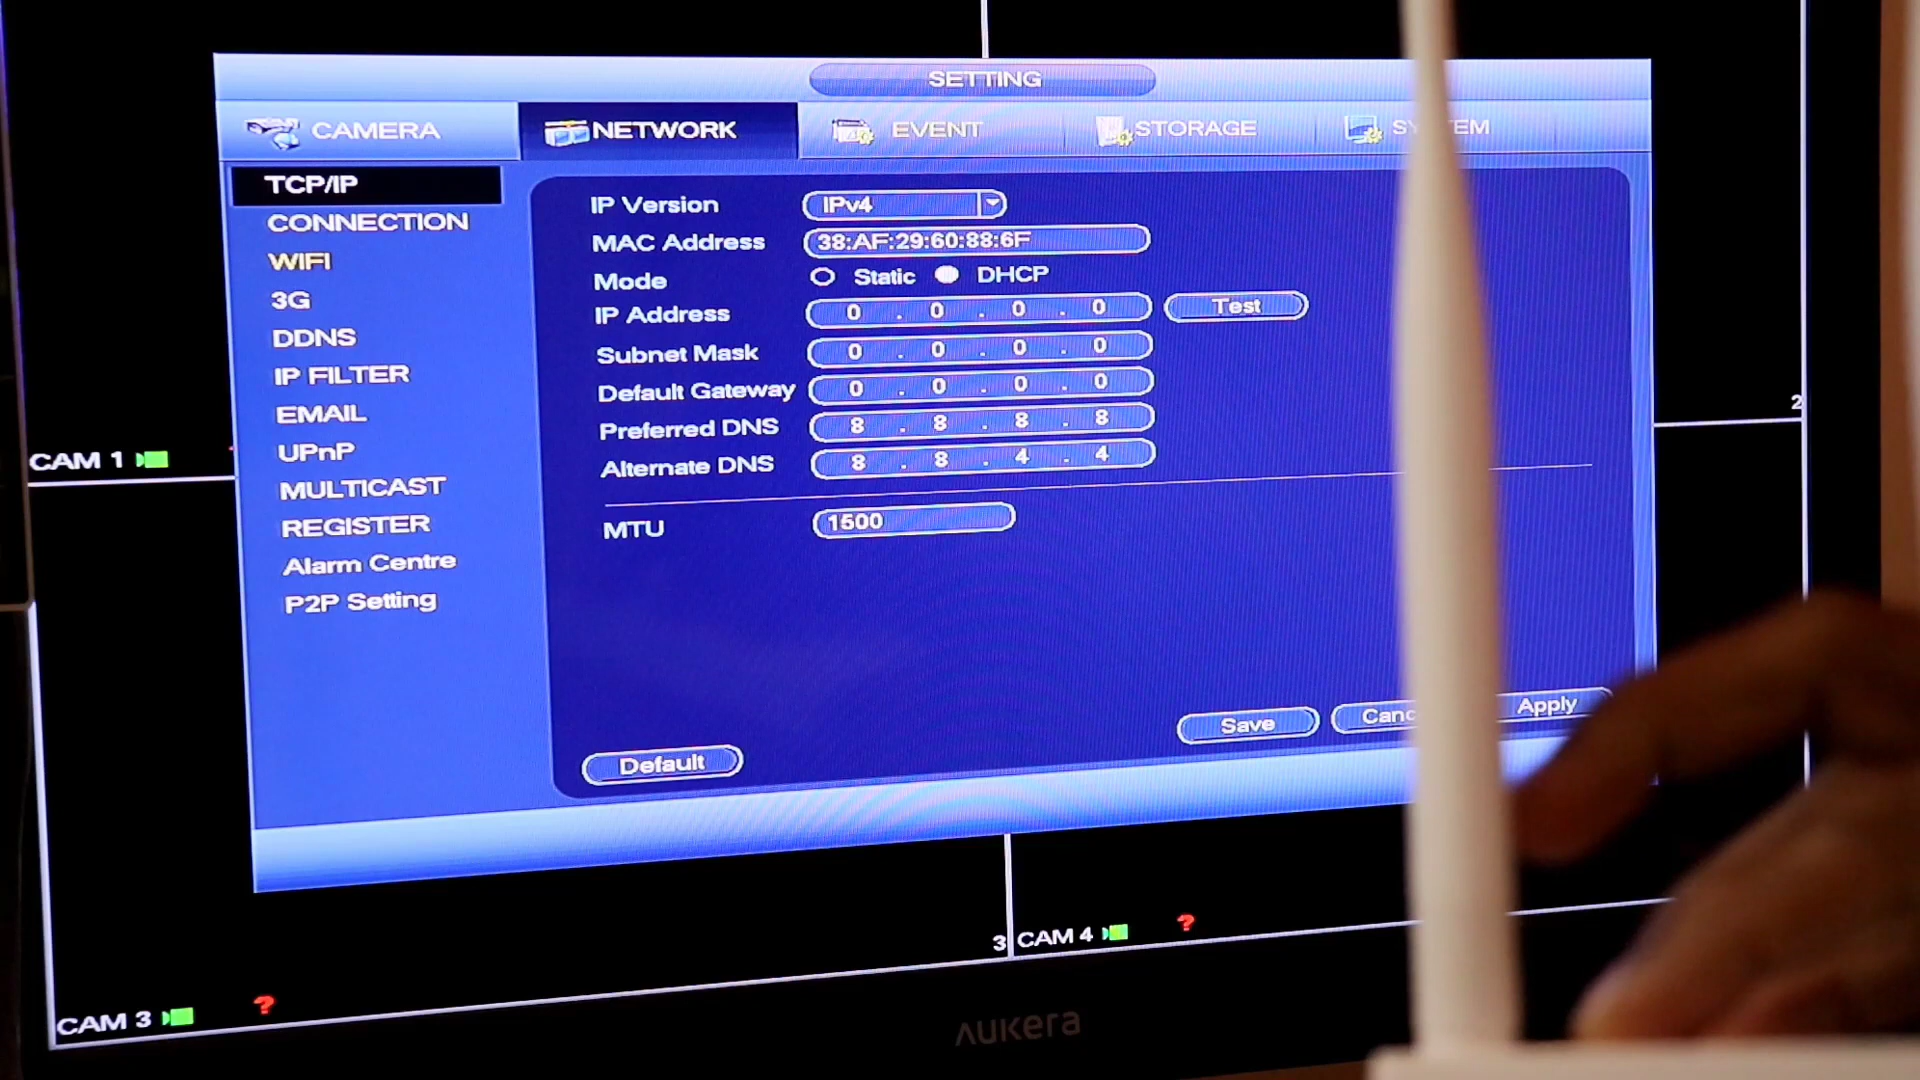 SETTING
CAMERA
NETWORK
EVENT
STORAGE
TCP/IP
CONNECTION
WIFI
3G
DDNS
IP FILTER
EMAIL
UPnP
MULTICAST
REGISTER
Alarm Centre
P2P Setting
IP Version IPv4
MAC Address 38:AF:29:60:88:6F
Mode Static DHCP
IP Address 0 . 0 . 0 . 0 Test
Subnet Mask 0 . 0 . 0 . 0
Default Gateway 0 . 0 . 0 . 0
Preferred DNS 8 . 8 . 8 . 8
Alternate DNS 8 . 8 . 4 . 4
MTU 1500
Default
Save
Apply
CAM 1
2
3
CAM 4 ?
CAM 3 ?
AUKERA